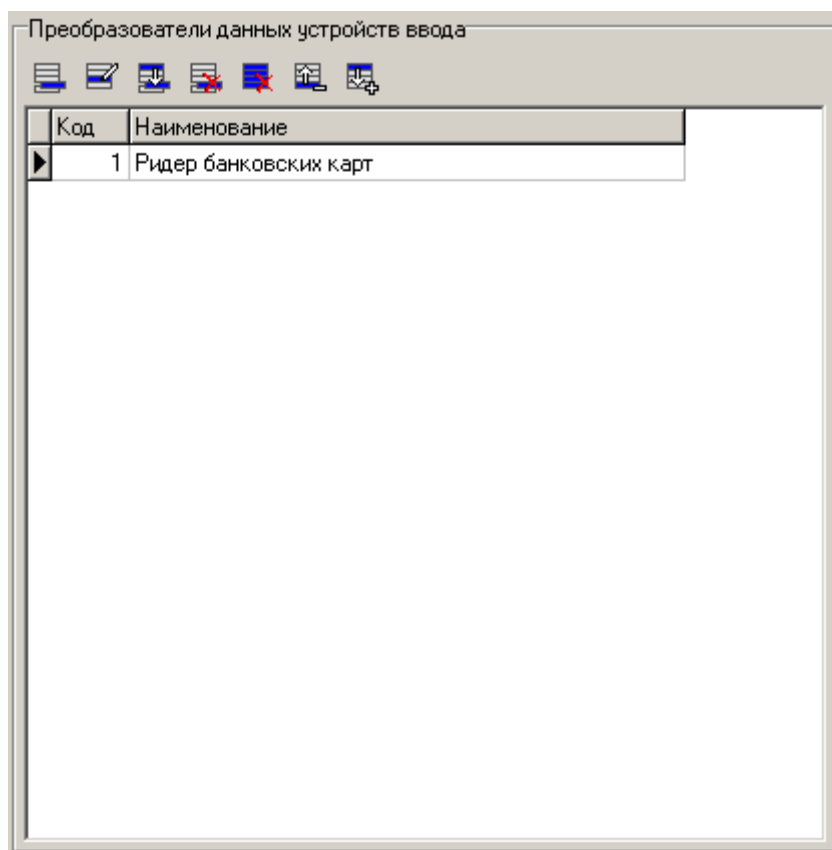 Преобразователи данных устройств ввода
Код Наименование
1 Ридер банковских карт